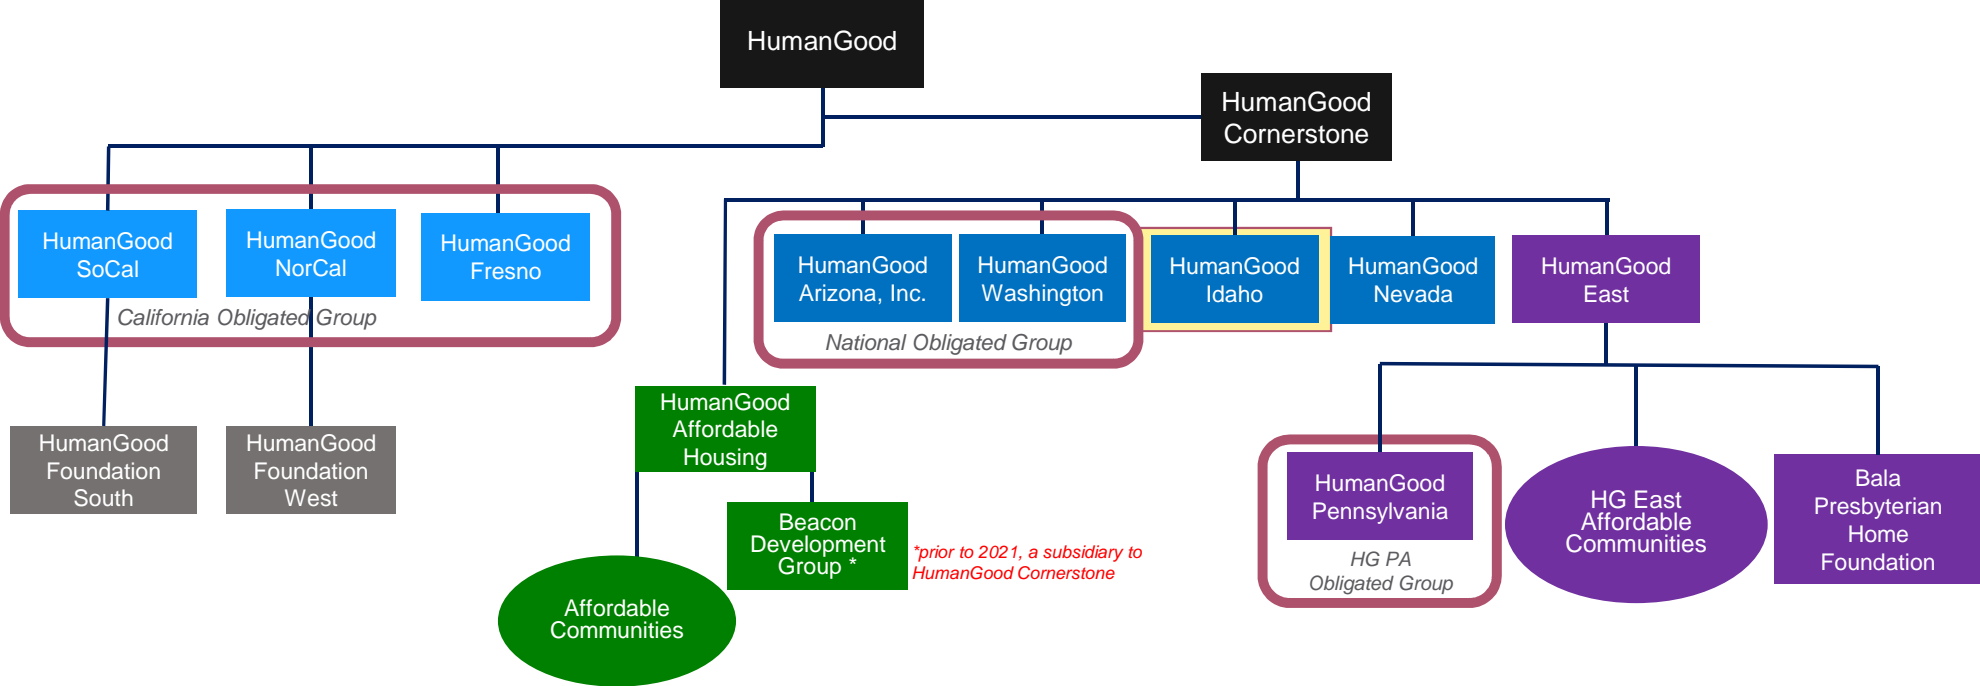 HumanGood
HumanGood
Cornerstone
HumanGood
SoCal
HumanGood
NorCal
HumanGood
Fresno
California Obligated Group
HumanGood
Arizona, Inc.
HumanGood
Washington
National Obligated Group
HumanGood
Idaho
HumanGood
Nevada
HumanGood
East
HumanGood
Foundation
South
HumanGood
Foundation
West
HumanGood
Affordable
Housing
Beacon
Development
Group *
*prior to 2021, a subsidiary to
HumanGood Cornerstone
Affordable
Communities
HumanGood
Pennsylvania
HG PA
Obligated Group
HG East
Affordable
Communities
Bala
Presbyterian
Home
Foundation